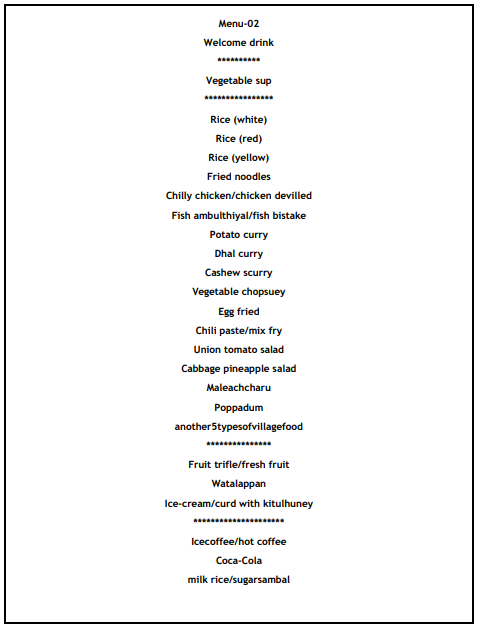 Menu-02
Welcome drink
**********
Vegetable sup
****************
Rice (white)
Rice (red)
Rice (yellow)
Fried noodles
Chilly chicken/chicken devilled
Fish ambulthiyal/fish bistake
Potato curry
Dhal curry
Cashew scurry
Vegetable chopsuey
Egg fried
Chili paste/mix fry
Union tomato salad
Cabbage pineapple salad
Maleachcharu
Poppadum
another5typesofvillagefood
***************
Fruit trifle/fresh fruit
Watalappan
Ice-cream/curd with kitulhuney
*********************
Icecoffee/hot coffee
Coca-Cola
milk rice/sugarsambal